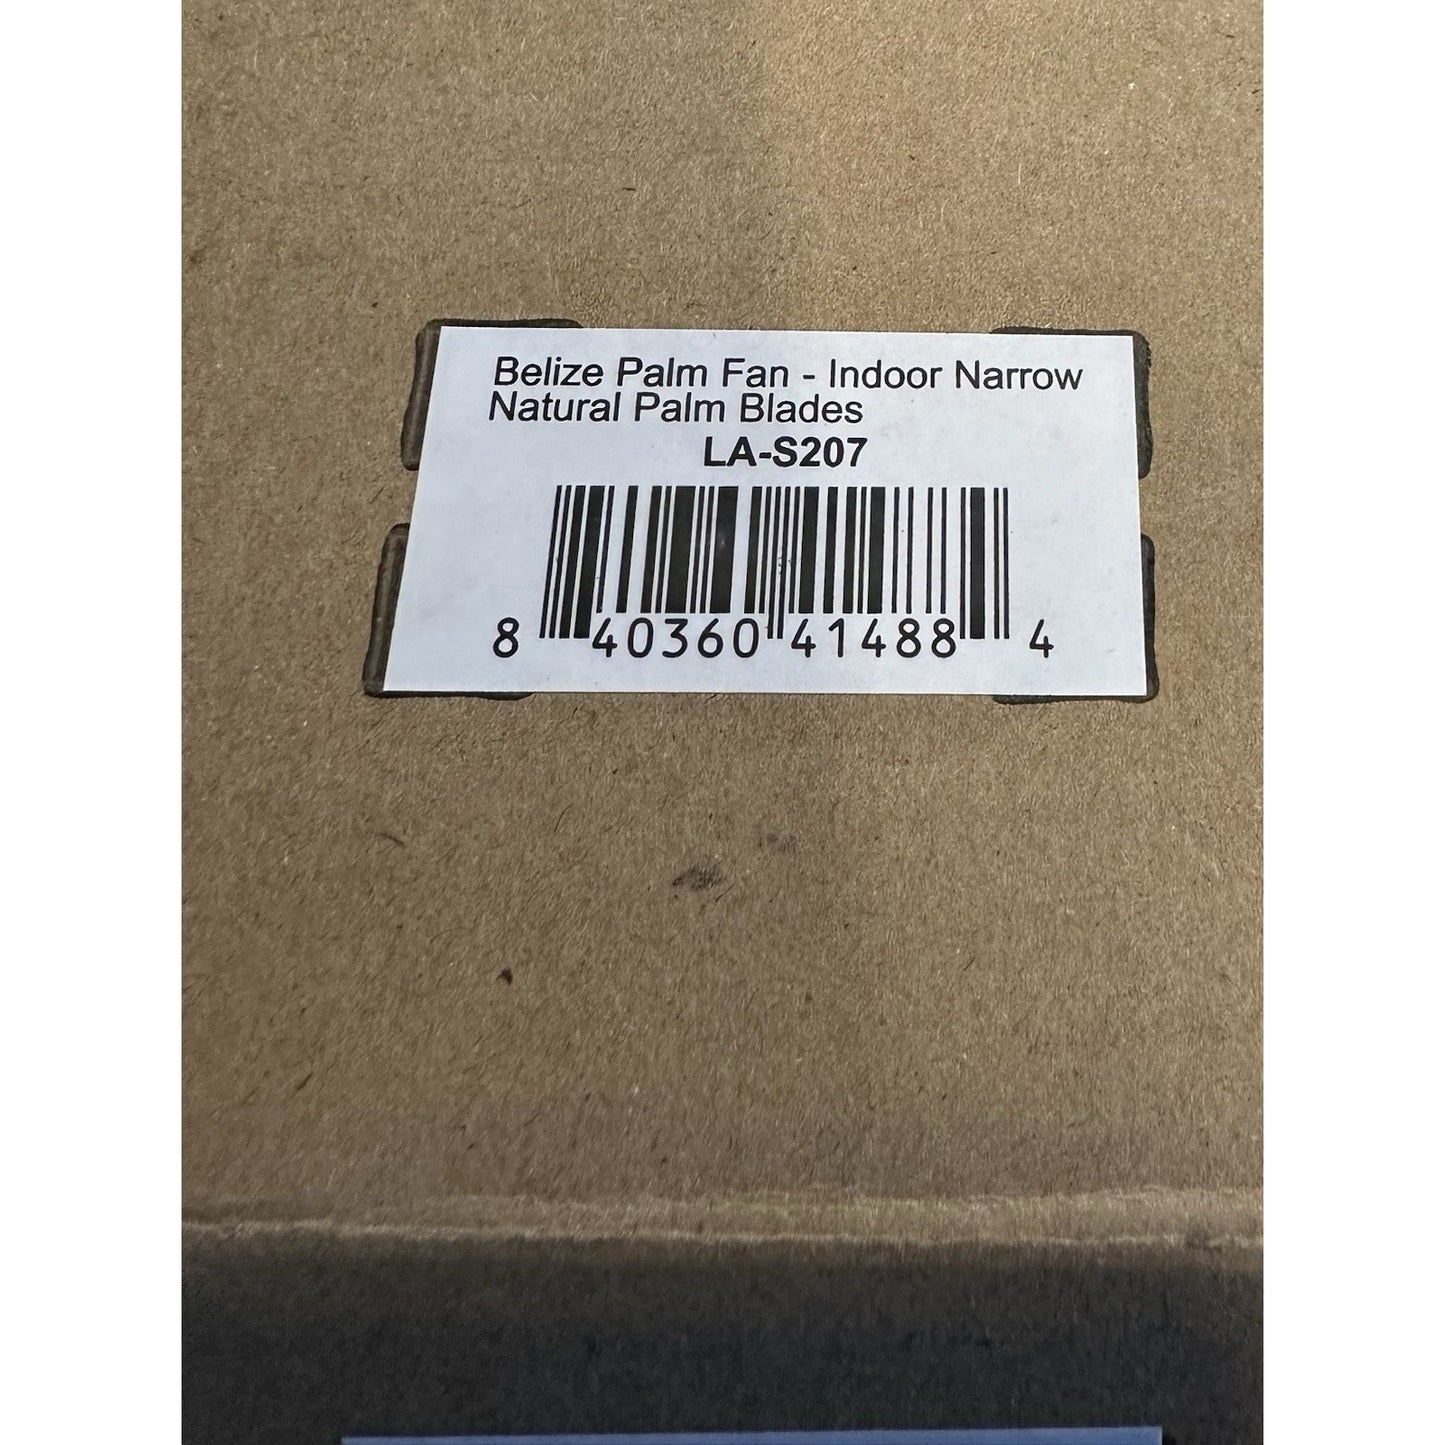 Belize Palm Fan - Indoor Narrow
Natural Palm Blades
LA-S207
8 40360 41488 4